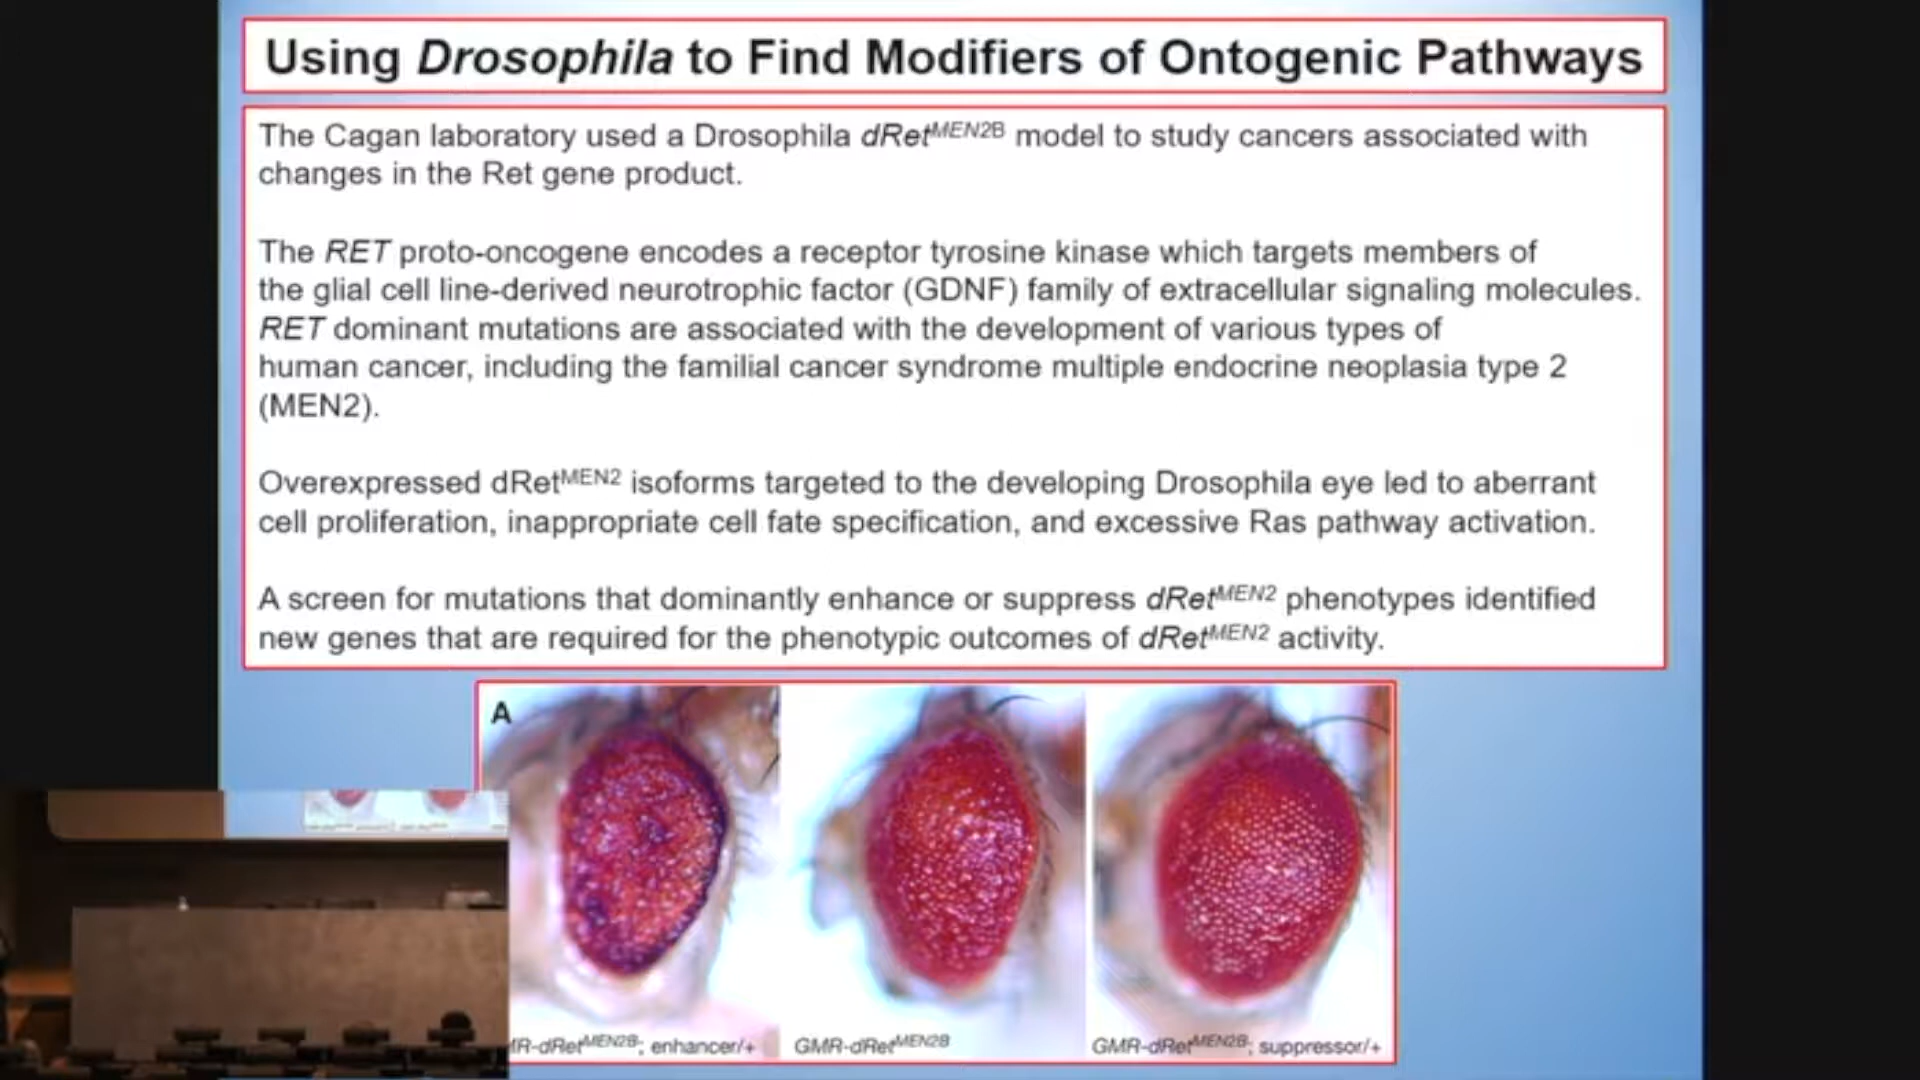 Using Drosophila to Find Modifiers of Ontogenic Pathways
The Cagan laboratory used a Drosophila dRetMEN2B model to study cancers associated with
changes in the Ret gene product.
The RET proto-oncogene encodes a receptor tyrosine kinase which targets members of
the glial cell line-derived neurotrophic factor (GDNF) family of extracellular signaling molecules.
RET dominant mutations are associated with the development of various types of
human cancer, including the familial cancer syndrome multiple endocrine neoplasia type 2
(MEN2).
Overexpressed dRetMEN2 isoforms targeted to the developing Drosophila eye led to aberrant
cell proliferation, inappropriate cell fate specification, and excessive Ras pathway activation.
A screen for mutations that dominantly enhance or suppress dRetMEN2 phenotypes identified
new genes that are required for the phenotypic outcomes of dRetMEN2 activity.
A
MR-dRetMEN2B; enhancer/+
GMR-dRetMEN2B
GMR-dRetMEN2B; suppressor/+